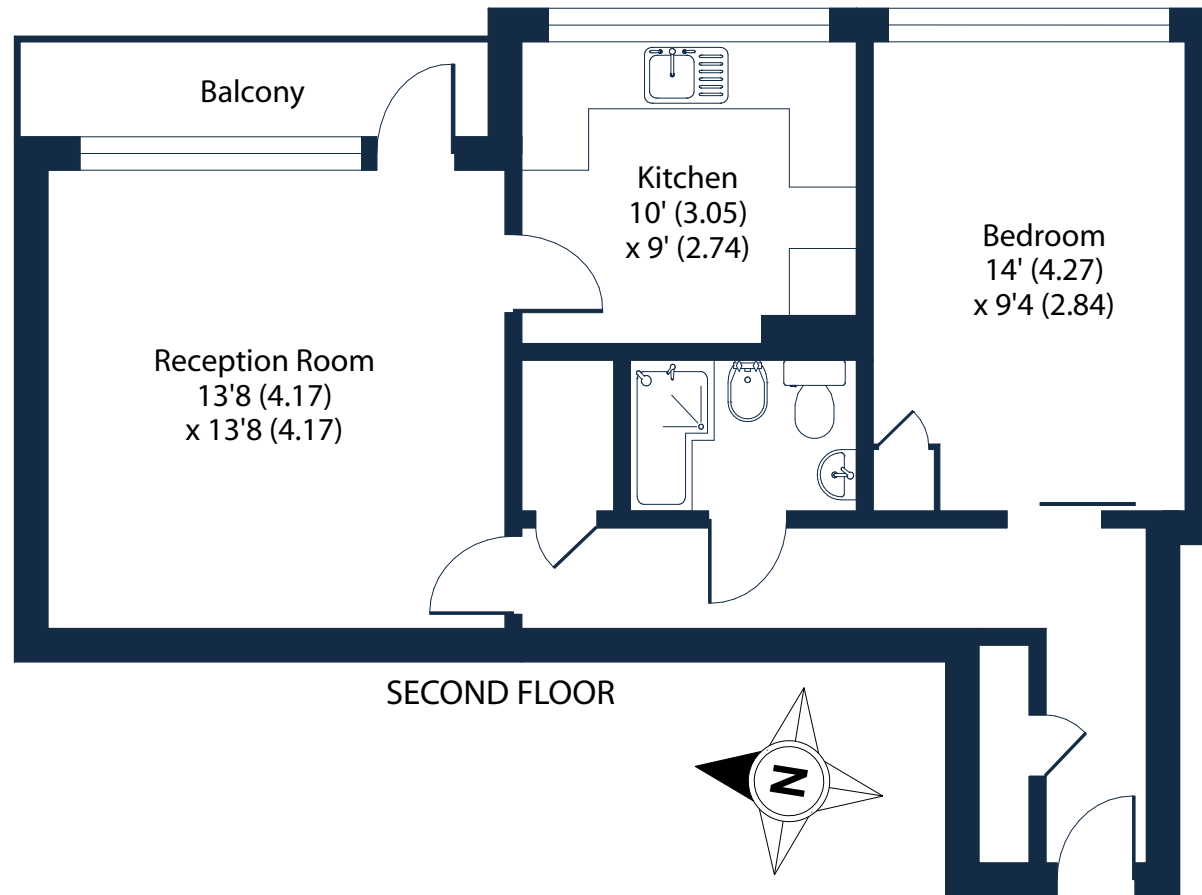 Balcony
Kitchen
10' (3.05)
x 9' (2.74)
Bedroom
14' (4.27)
x 9'4 (2.84)
Reception Room
13'8 (4.17)
x 13'8 (4.17)
SECOND FLOOR
N